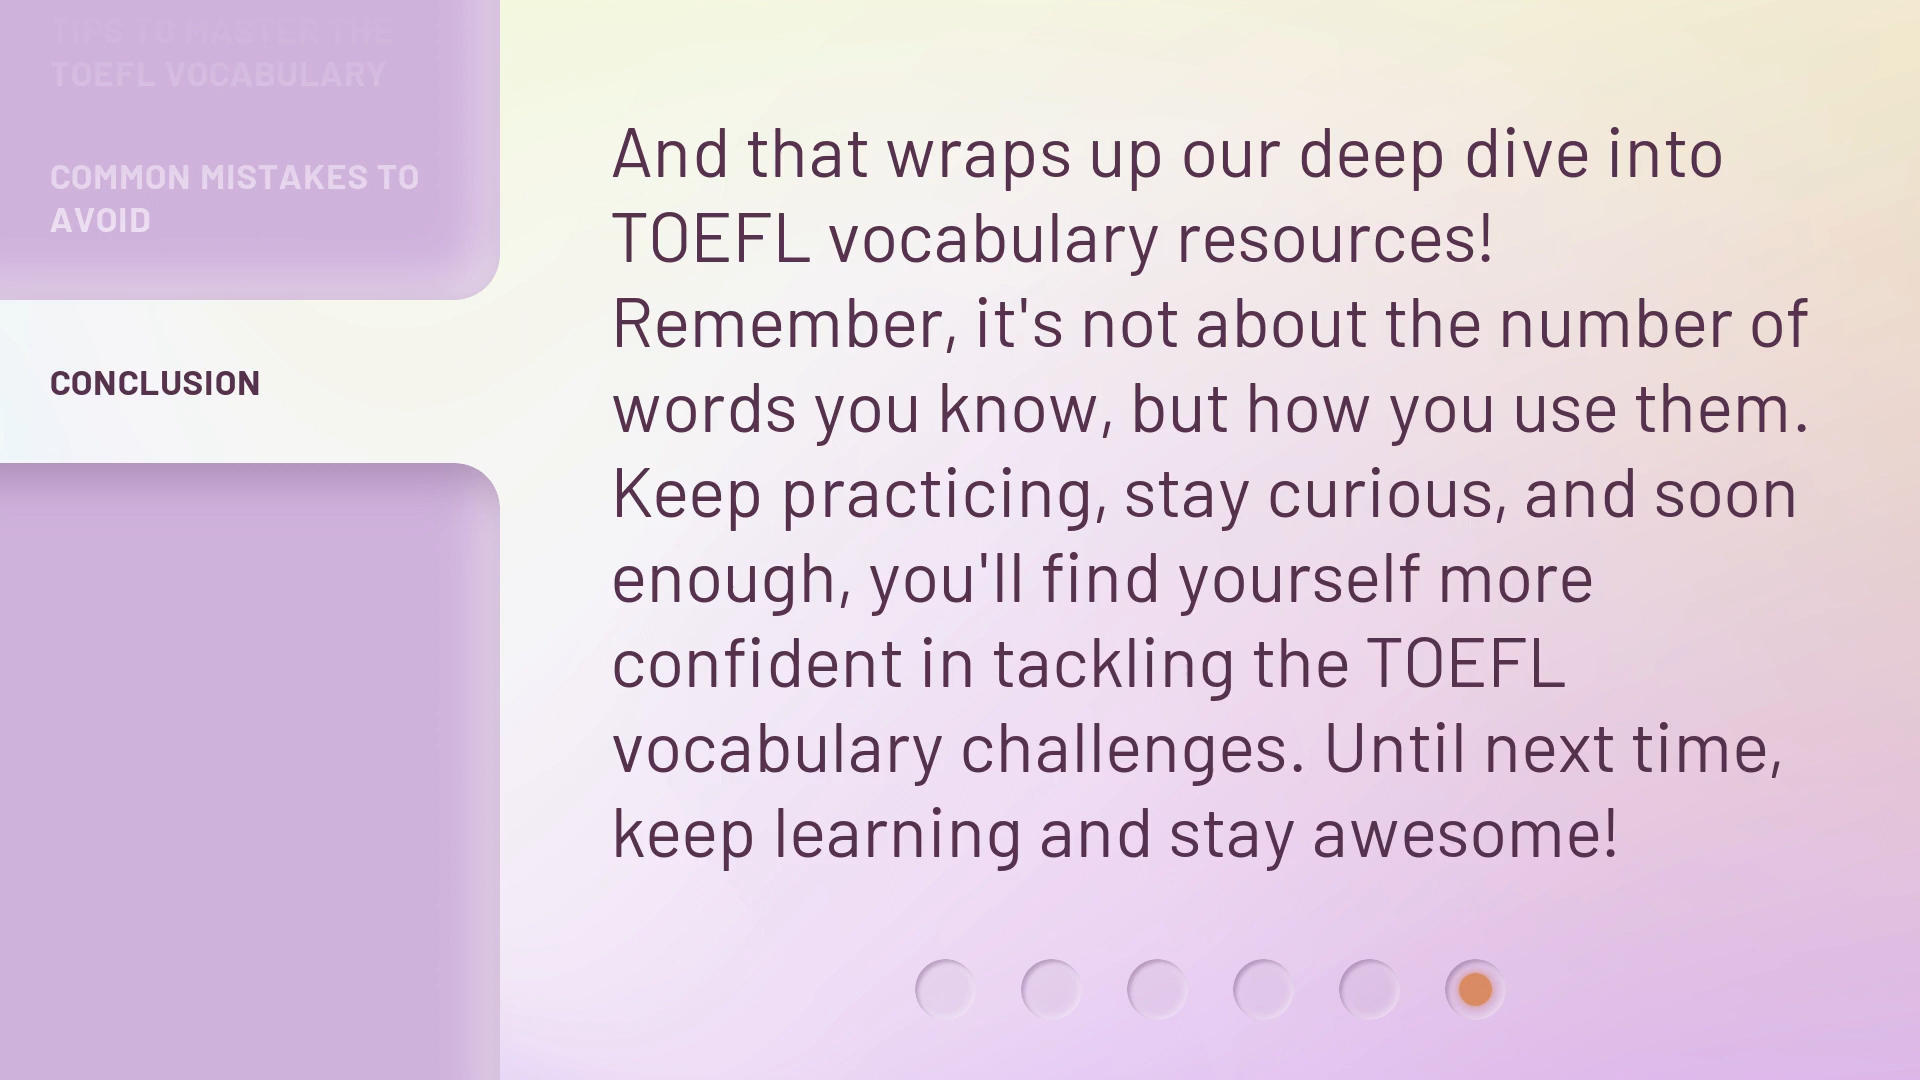 TIPS TO MASTER THE
TOEFL VOCABULARY
COMMON MISTAKES TO
AVOID
CONCLUSION
And that wraps up our deep dive into
TOEFL vocabulary resources!
Remember, it's not about the number of
words you know, but how you use them.
Keep practicing, stay curious, and soon
enough, you'll find yourself more
confident in tackling the TOEFL
vocabulary challenges. Until next time,
keep learning and stay awesome!